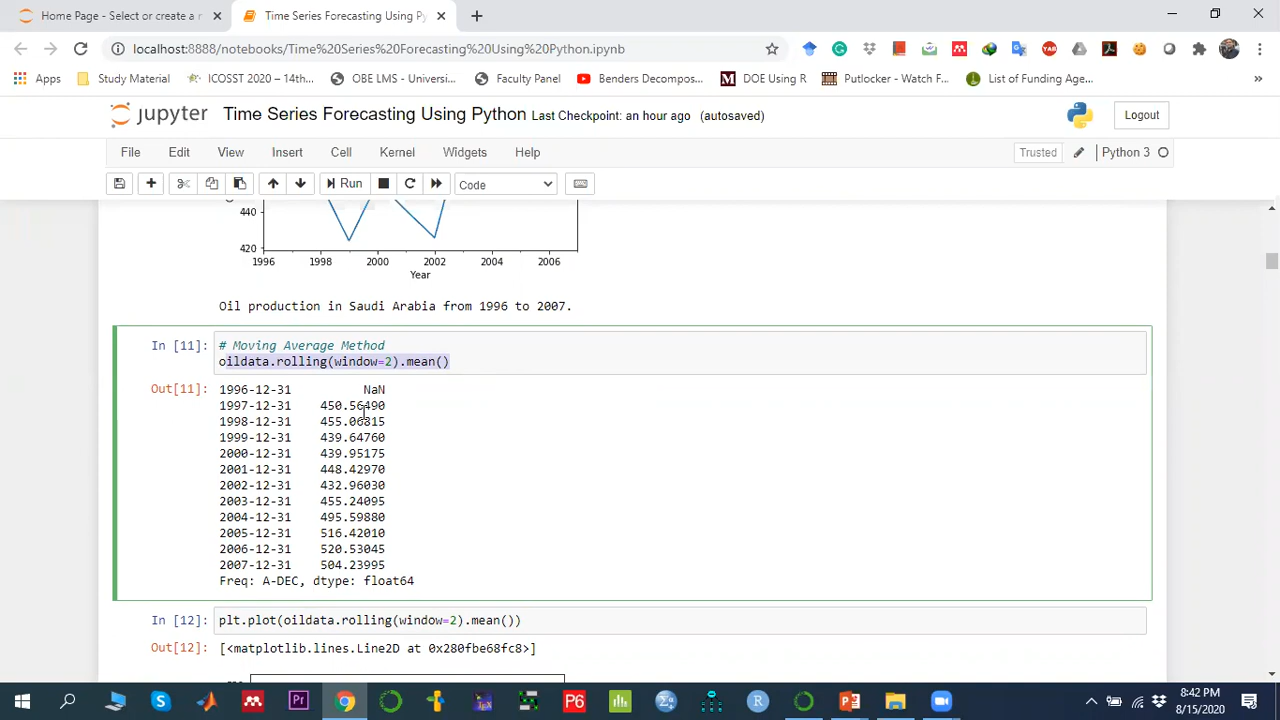 Home Page - Select or create a n
Time Series Forecasting Using Py
localhost:8888/notebooks/Time%20Series%20Forecasting%20Using%20Python.ipynb
Apps
Study Material
ICOSST 2020 – 14th...
OBE LMS - Universi...
Faculty Panel
Benders Decompos...
DOE Using R
Putlocker - Watch F...
List of Funding Age...
»
jupyter
Time Series Forecasting Using Python Last Checkpoint: an hour ago (autosaved)
Logout
File Edit View Insert Cell Kernel Widgets Help
Trusted
Python 3
Run
Code
440
420
1996 1998 2000 2002 2004 2006
Year
Oil production in Saudi Arabia from 1996 to 2007.
In [11]:
# Moving Average Method
oildata.rolling(window=2).mean()
Out[11]:
1996-12-31 NaN
1997-12-31 450.56490
1998-12-31 455.06815
1999-12-31 439.64760
2000-12-31 439.95175
2001-12-31 448.42970
2002-12-31 432.96030
2003-12-31 455.24095
2004-12-31 495.59880
2005-12-31 516.42010
2006-12-31 520.53045
2007-12-31 504.23995
Freq: A-DEC, dtype: float64
In [12]:
plt.plot(oildata.rolling(window=2).mean())
Out[12]:
[<matplotlib.lines.Line2D at 0x280fbe68fc8>]
8:42 PM
8/15/2020